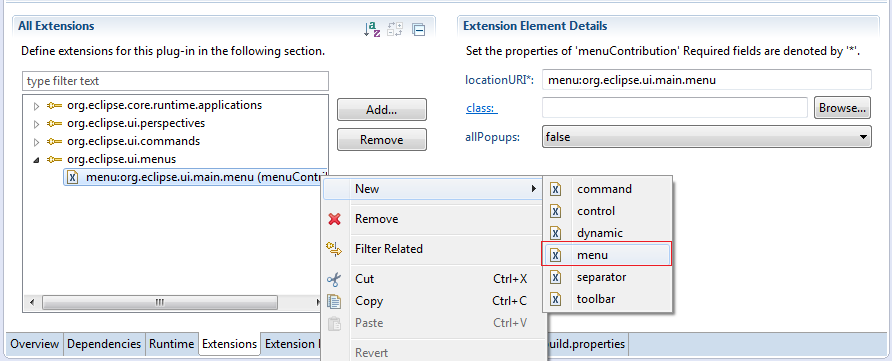 All Extensions
Define extensions for this plug-in in the following section.
type filter text
org.eclipse.core.runtime.applications
org.eclipse.ui.perspectives
org.eclipse.ui.commands
org.eclipse.ui.menus
menu:org.eclipse.ui.main.menu (menuContri
Add...
Remove
Extension Element Details
Set the properties of 'menuContribution' Required fields are denoted by '*'.
locationURI*: menu:org.eclipse.ui.main.menu
class: Browse...
allPopups: false
New
Remove
Filter Related
Cut Ctrl+X
Copy Ctrl+C
Paste Ctrl+V
Revert
command
control
dynamic
menu
separator
toolbar
Overview Dependencies Runtime Extensions Extension uild.properties